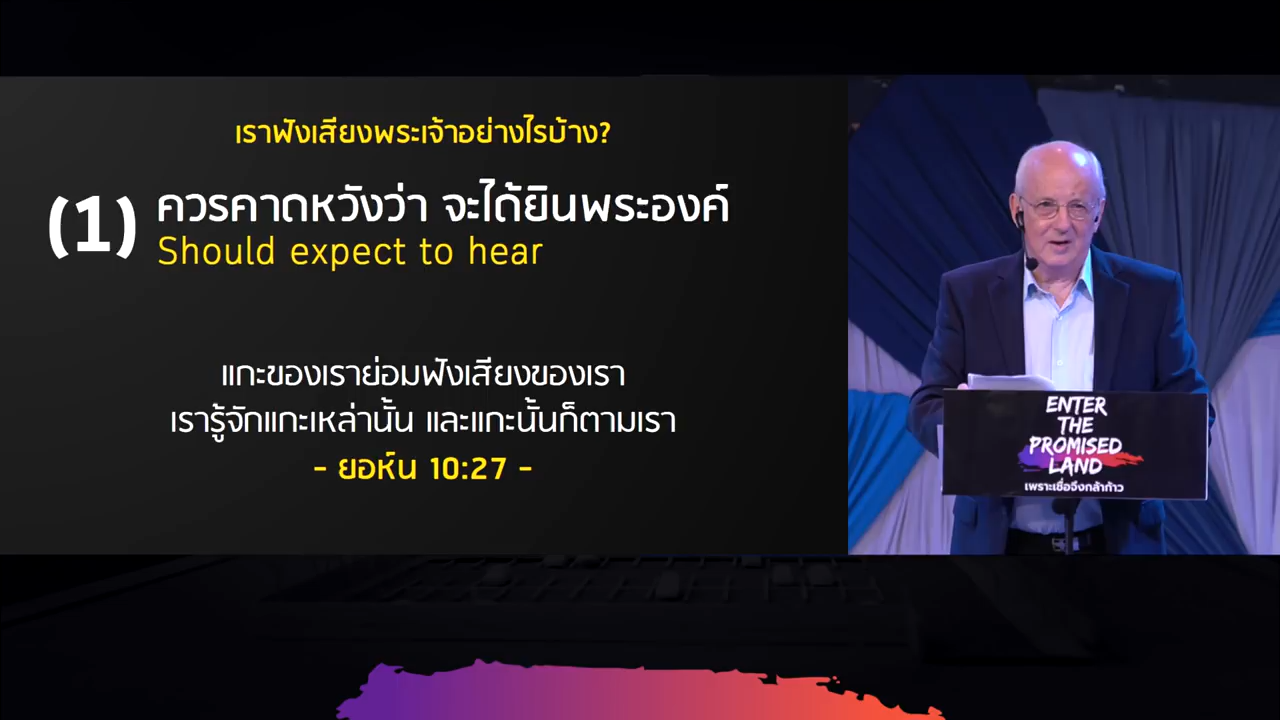 เราฟังเสียงพระเจ้าอย่างไรบ้าง?
(1) ควรคาดหวังว่า จะได้ยินพระองค์
Should expect to hear
แกะของเราย่อมฟังเสียงของเรา
เรารู้จักแกะเหล่านั้น และแกะนั้นก็ตามเรา
- ยอห์น 10:27 -
ENTER
THE
PROMISED
LAND
เพราะเชื่อจึงกล้าก้าว